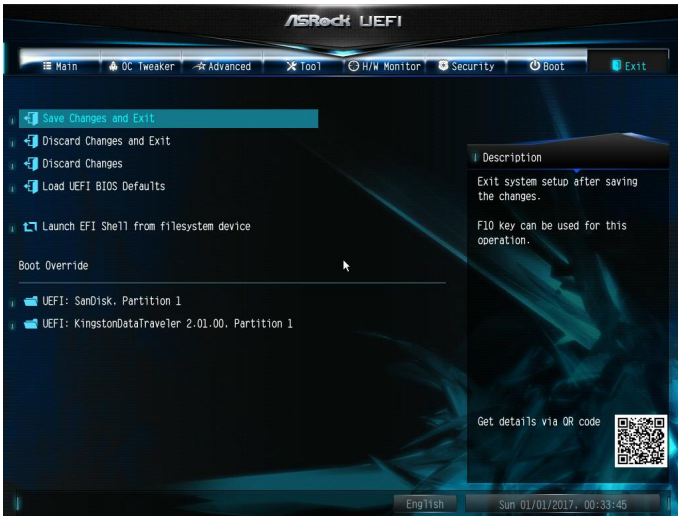 ASRock UEFI
Main OC Tweaker Advanced Tool H/W Monitor Security Boot Exit
Save Changes and Exit
Discard Changes and Exit
Discard Changes
Load UEFI BIOS Defaults
Launch EFI Shell from filesystem device
Boot Override
UEFI: SanDisk, Partition 1
UEFI: KingstonDataTraveler 2.01.00, Partition 1
Description
Exit system setup after saving
the changes.
F10 key can be used for this
operation.
Get details via QR code
English Sun 01/01/2017, 00:33:45